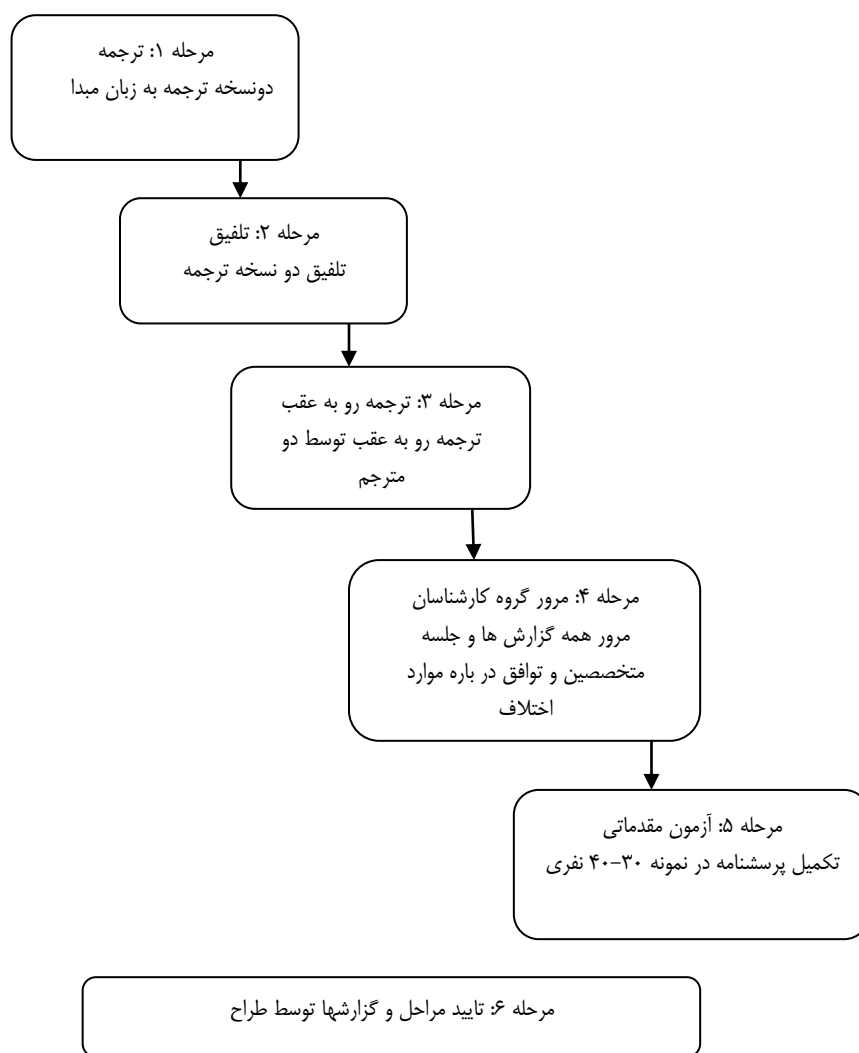 مرحله ۱: ترجمه
دونسخه ترجمه به زبان مبدا
مرحله ۲: تلفیق
تلفیق دو نسخه ترجمه
مرحله ۳: ترجمه رو به عقب
ترجمه رو به عقب توسط دو
مترجم
مرحله ۴: مرور گروه کارشناسان
مرور همه گزارش ها و جلسه
متخصصین و توافق در باره موارد
اختلاف
مرحله ۵: آزمون مقدماتی
تکمیل پرسشنامه در نمونه ۳۰-۴۰ نفری
مرحله ۶: تایید مراحل و گزارشها توسط طراح